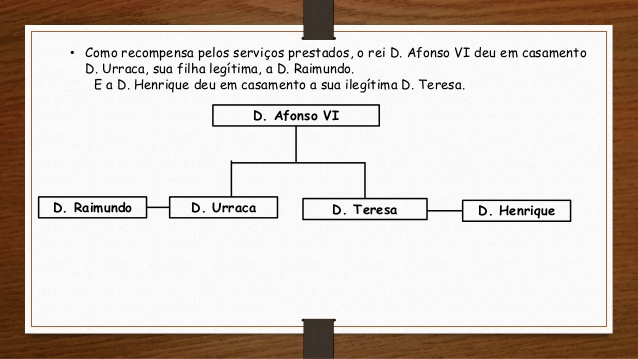 • Como recompensa pelos serviços prestados, o rei D. Afonso VI deu em casamento
D. Urraca, sua filha legítima, a D. Raimundo.
E a D. Henrique deu em casamento a sua ilegítima D. Teresa.
D. Afonso VI
D. Raimundo
D. Urraca
D. Teresa
D. Henrique